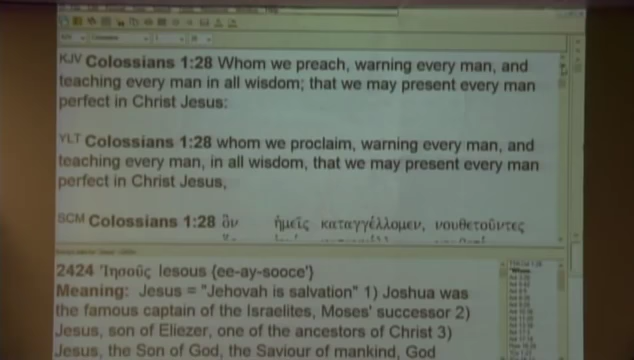 KJV Colossians 1:28 Whom we preach, warning every man, and
teaching every man in all wisdom; that we may present every man
perfect in Christ Jesus:
YLT Colossians 1:28 whom we proclaim, warning every man, and
teaching every man, in all wisdom, that we may present every man
perfect in Christ Jesus,
SCM Colossians 1:28 ὃν ἡμεῖς καταγγέλλομεν, νουθετοῦντες
2424 Ἰησοῦς Iesous {ee-ay-sooce'}
Meaning: Jesus = "Jehovah is salvation" 1) Joshua was
the famous captain of the Israelites, Moses' successor 2)
Jesus, son of Eliezer, one of the ancestors of Christ 3)
Jesus, the Son of God, the Saviour of mankind, God